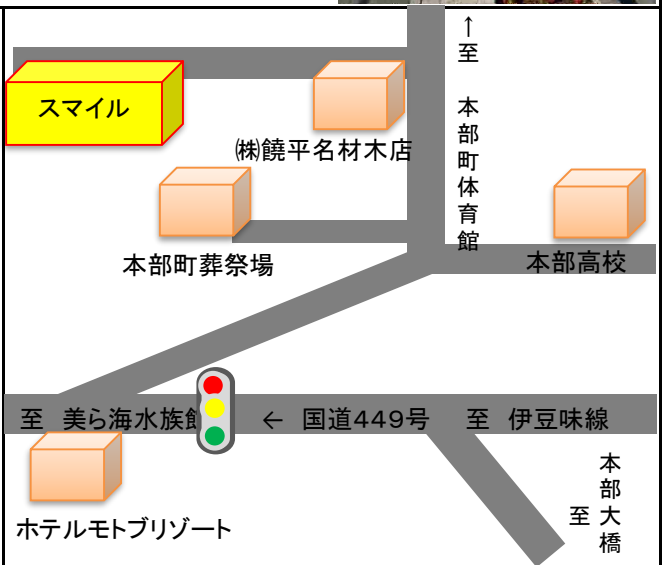 ↑至 本部町体育館
スマイル
㈱饒平名材木店
本部町葬祭場
本部高校
至 美ら海水族館 ← 国道449号 至 伊豆味線
至 本部大橋
ホテルモトブリゾート